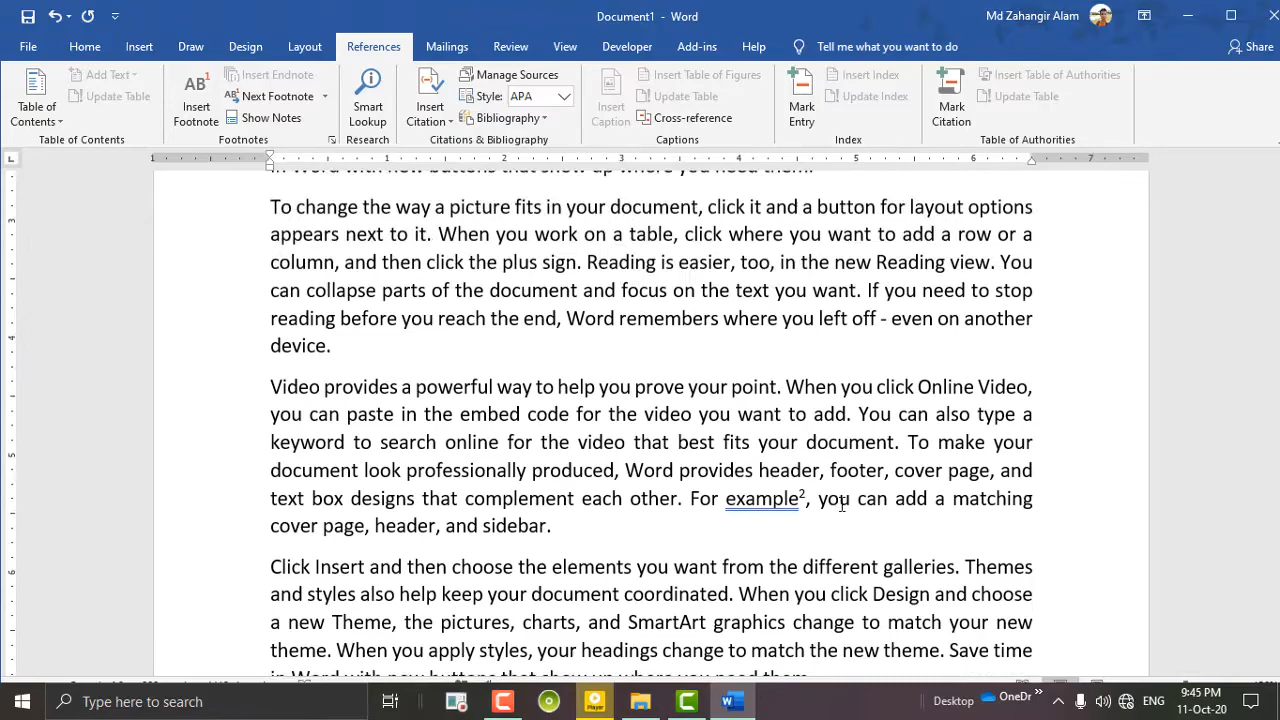 Document1 - Word
Md Zahangir Alam
File Home Insert Draw Design Layout References Mailings Review View Developer Add-ins Help Tell me what you want to do Share
Table of Contents
Add Text
Update Table
Table of Contents
AB1
Insert Footnote
Insert Endnote
Next Footnote
Show Notes
Footnotes
Smart Lookup
Research
Insert Citation
Manage Sources
Style: APA
Bibliography
Citations & Bibliography
Insert Caption
Insert Table of Figures
Update Table
Cross-reference
Captions
Mark Entry
Insert Index
Update Index
Index
Mark Citation
Insert Table of Authorities
Update Table
Table of Authorities
1 1 2 3 4 5 6 7
3
4
5
6
in Word with new buttons that show up where you need them.
To change the way a picture fits in your document, click it and a button for layout options
appears next to it. When you work on a table, click where you want to add a row or a
column, and then click the plus sign. Reading is easier, too, in the new Reading view. You
can collapse parts of the document and focus on the text you want. If you need to stop
reading before you reach the end, Word remembers where you left off - even on another
device.
Video provides a powerful way to help you prove your point. When you click Online Video,
you can paste in the embed code for the video you want to add. You can also type a
keyword to search online for the video that best fits your document. To make your
document look professionally produced, Word provides header, footer, cover page, and
text box designs that complement each other. For example², you can add a matching
cover page, header, and sidebar.
Click Insert and then choose the elements you want from the different galleries. Themes
and styles also help keep your document coordinated. When you click Design and choose
a new Theme, the pictures, charts, and SmartArt graphics change to match your new
theme. When you apply styles, your headings change to match the new theme. Save time
in Word with new buttons that show up where you need them.
Type here to search
Player
Desktop
OneDr
ENG
9:45 PM
11-Oct-20